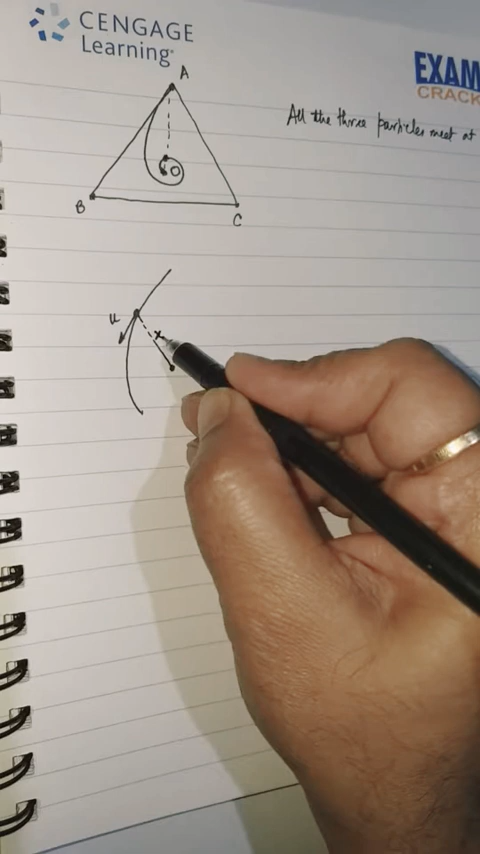 CENGAGE
Learning
EXAM
CRACK
A
All the three particles meet at
O
B
C
u
x